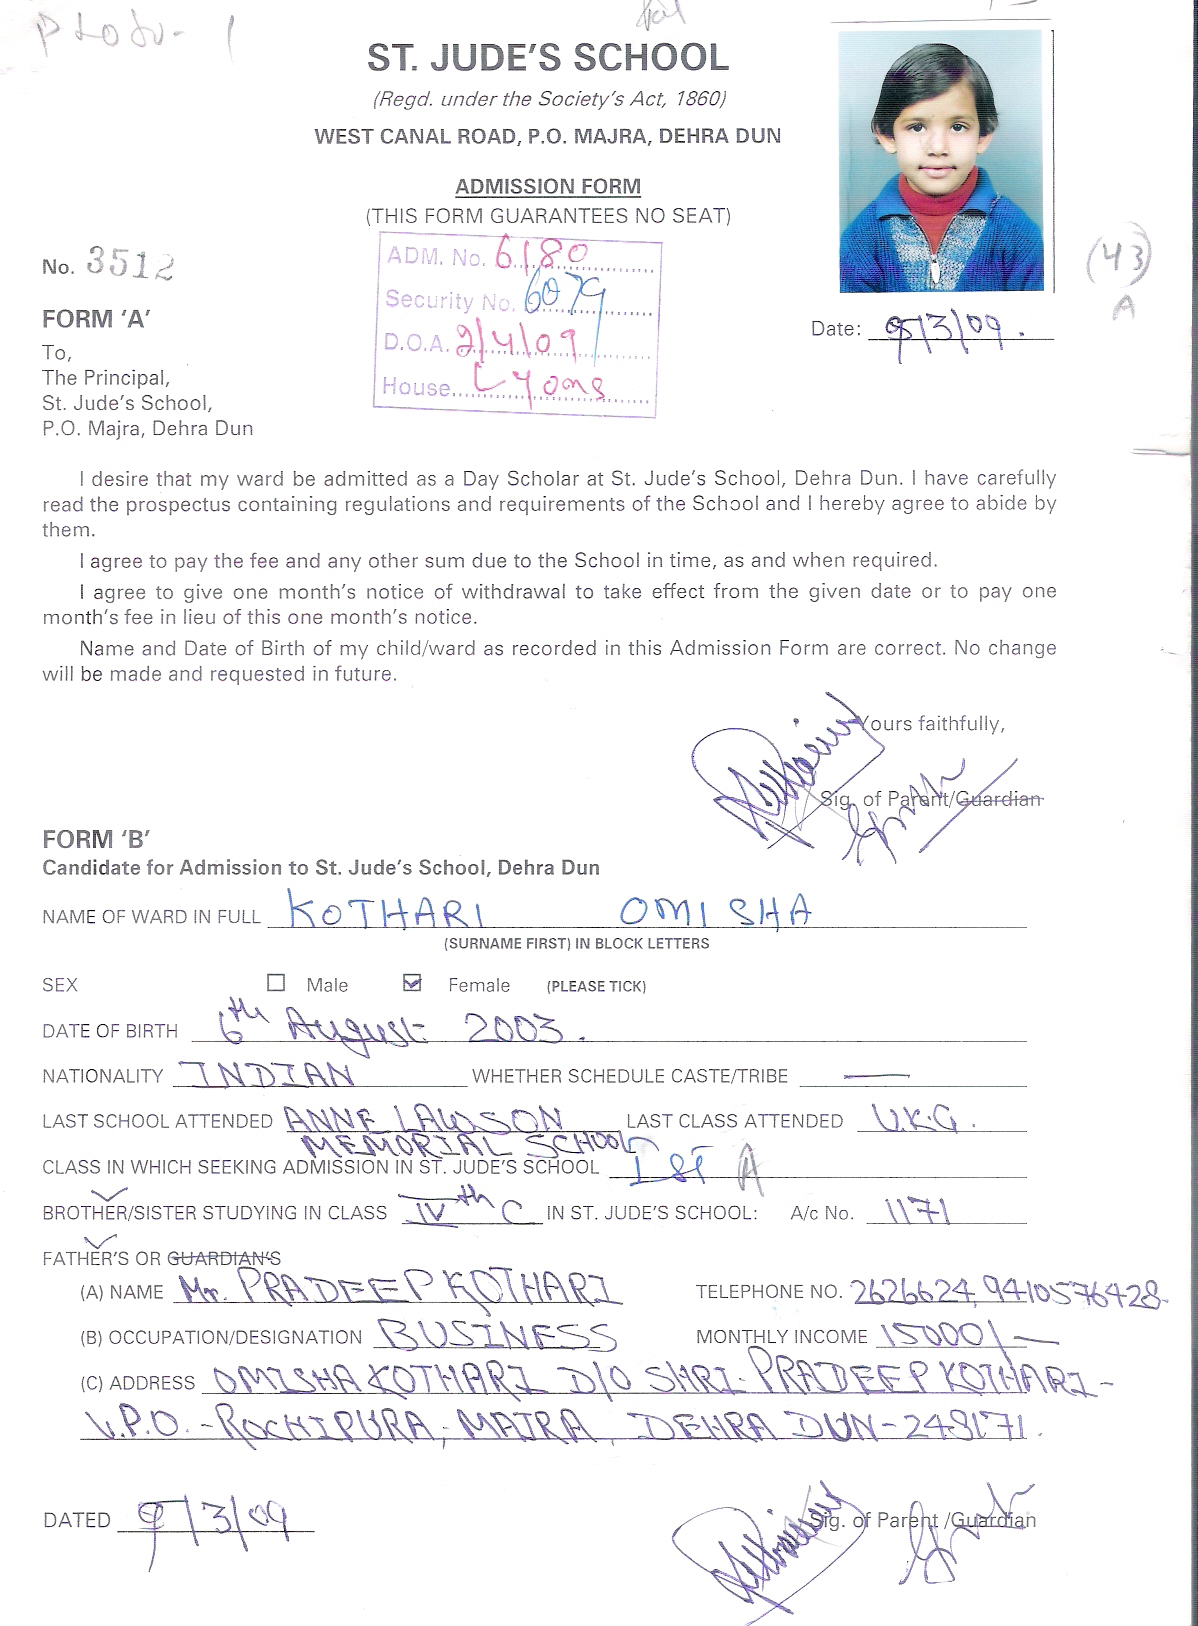 Photo - 1
ST. JUDE'S SCHOOL
(Regd. under the Society's Act, 1860)
WEST CANAL ROAD, P.O. MAJRA, DEHRA DUN
ADMISSION FORM
(THIS FORM GUARANTEES NO SEAT)
No. 3512
ADM. No. 6180
Security No. 6079
D.O.A. 2/4/09
House Lyons
(43)
A
Date: 9/3/09.
FORM 'A'
To,
The Principal,
St. Jude's School,
P.O. Majra, Dehra Dun
I desire that my ward be admitted as a Day Scholar at St. Jude's School, Dehra Dun. I have carefully
read the prospectus containing regulations and requirements of the School and I hereby agree to abide by
them.
I agree to pay the fee and any other sum due to the School in time, as and when required.
I agree to give one month's notice of withdrawal to take effect from the given date or to pay one
month's fee in lieu of this one month's notice.
Name and Date of Birth of my child/ward as recorded in this Admission Form are correct. No change
will be made and requested in future.
Yours faithfully,
Sig. of Parent/Guardian
FORM 'B'
Candidate for Admission to St. Jude's School, Dehra Dun
NAME OF WARD IN FULL KOTHARI OMISHA
(SURNAME FIRST) IN BLOCK LETTERS
SEX Male Female (PLEASE TICK)
DATE OF BIRTH 6th August 2003.
NATIONALITY INDIAN WHETHER SCHEDULE CASTE/TRIBE —
LAST SCHOOL ATTENDED ANNE LAWSON LAST CLASS ATTENDED U.K.G.
MEMORIAL SCHOOL
CLASS IN WHICH SEEKING ADMISSION IN ST. JUDE'S SCHOOL IST A
BROTHER/SISTER STUDYING IN CLASS IVth C IN ST. JUDE'S SCHOOL: A/c No. 1171
FATHER'S OR GUARDIAN'S
(A) NAME Mr. PRADEEP KOTHARI TELEPHONE NO. 2626624, 9410576428
(B) OCCUPATION/DESIGNATION BUSINESS MONTHLY INCOME 15000/—
(C) ADDRESS OMISHA KOTHARI D/O SHRI. PRADEEP KOTHARI-
V.P.O. - ROCHIPURA, MAJRA, DEHRA DUN-248171.
DATED 9/3/09
Sig. of Parent /Guardian